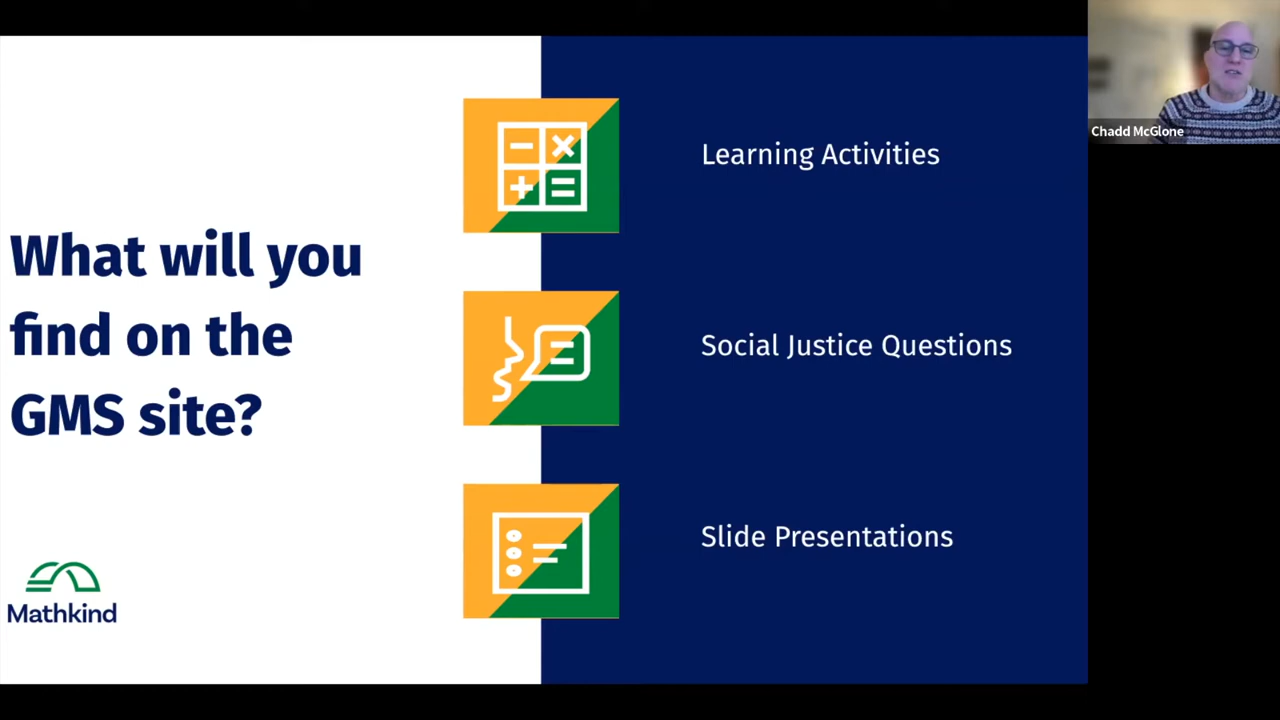 What will you
find on the
GMS site?
Mathkind
Learning Activities
Social Justice Questions
Slide Presentations
Chadd McGlone